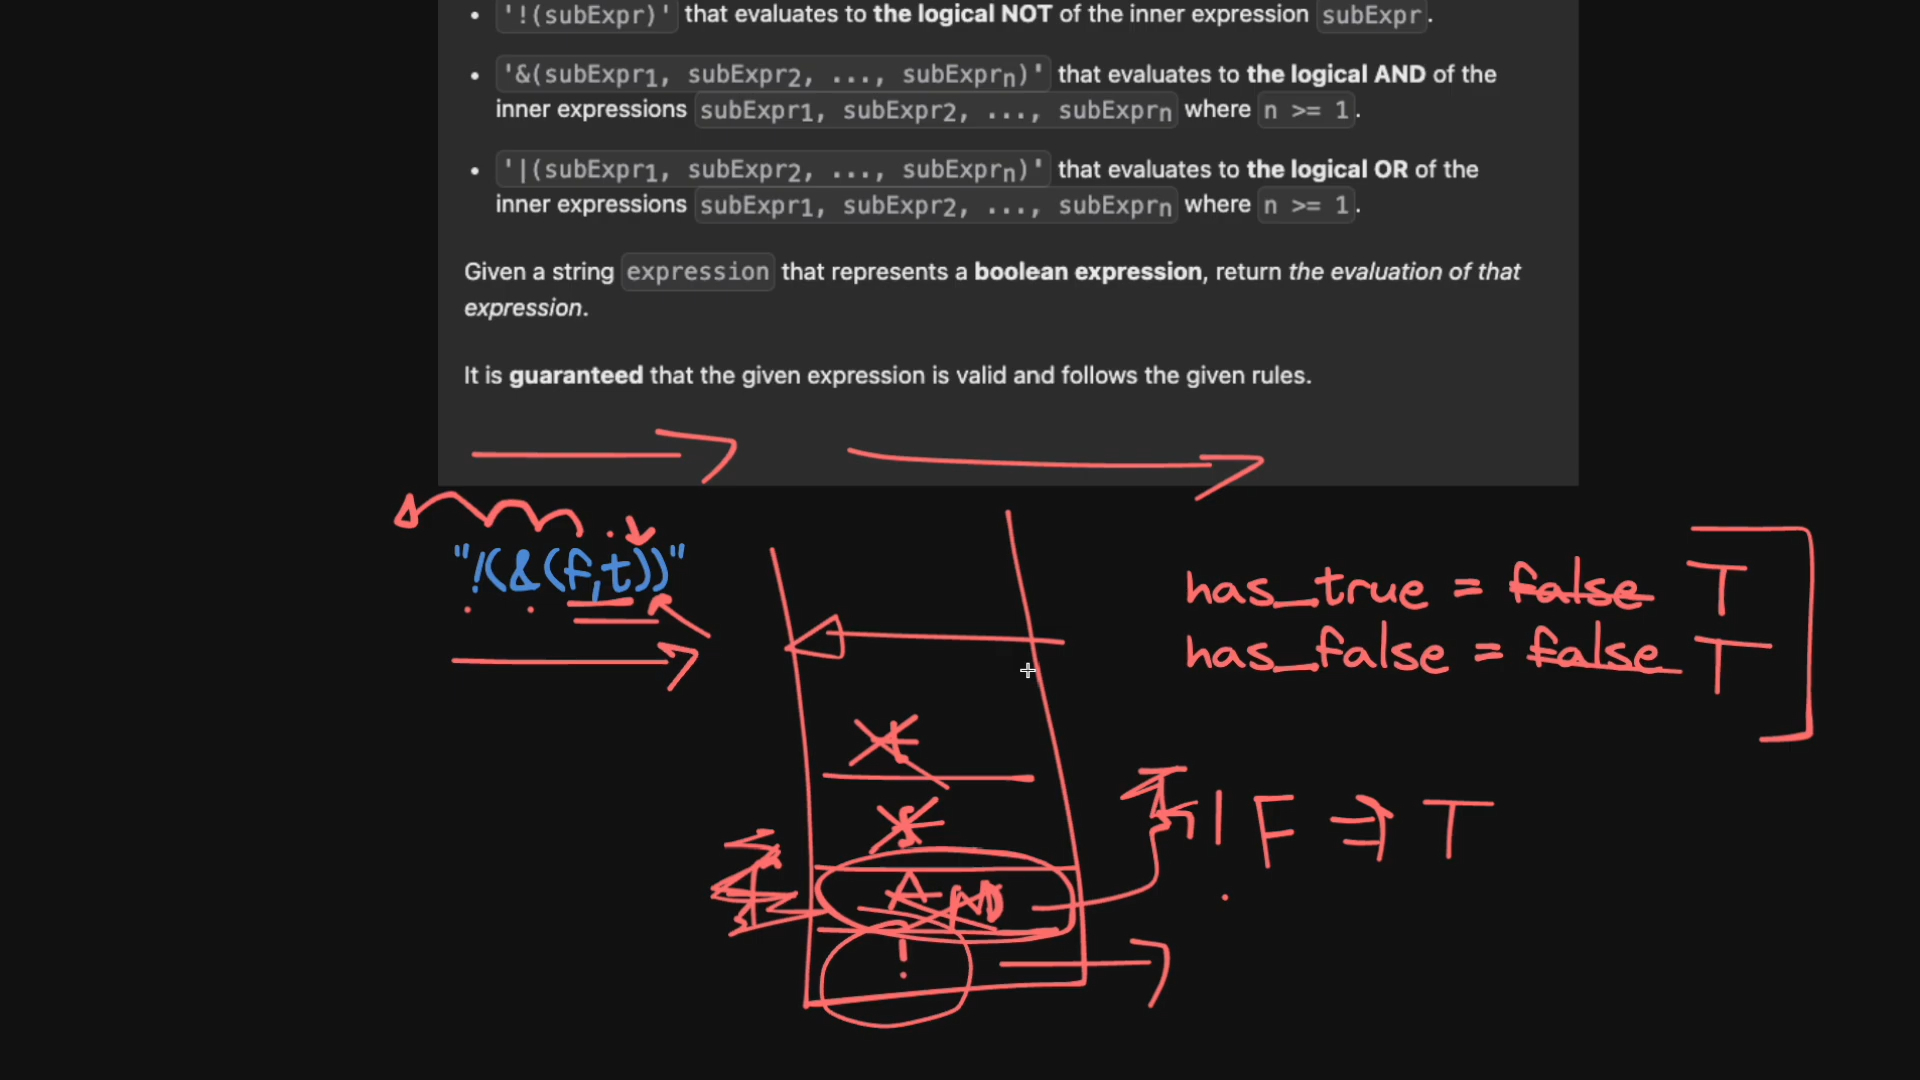 • '!(subExpr)' that evaluates to the logical NOT of the inner expression subExpr.
• '&(subExpr1, subExpr2, ..., subExprn)' that evaluates to the logical AND of the
inner expressions subExpr1, subExpr2, ..., subExprn where n >= 1.
• '|(subExpr1, subExpr2, ..., subExprn)' that evaluates to the logical OR of the
inner expressions subExpr1, subExpr2, ..., subExprn where n >= 1.
Given a string expression that represents a boolean expression, return the evaluation of that
expression.
It is guaranteed that the given expression is valid and follows the given rules.
"!(&(f,t))"
has_true = false T
has_false = false T
! F => T
AND
!